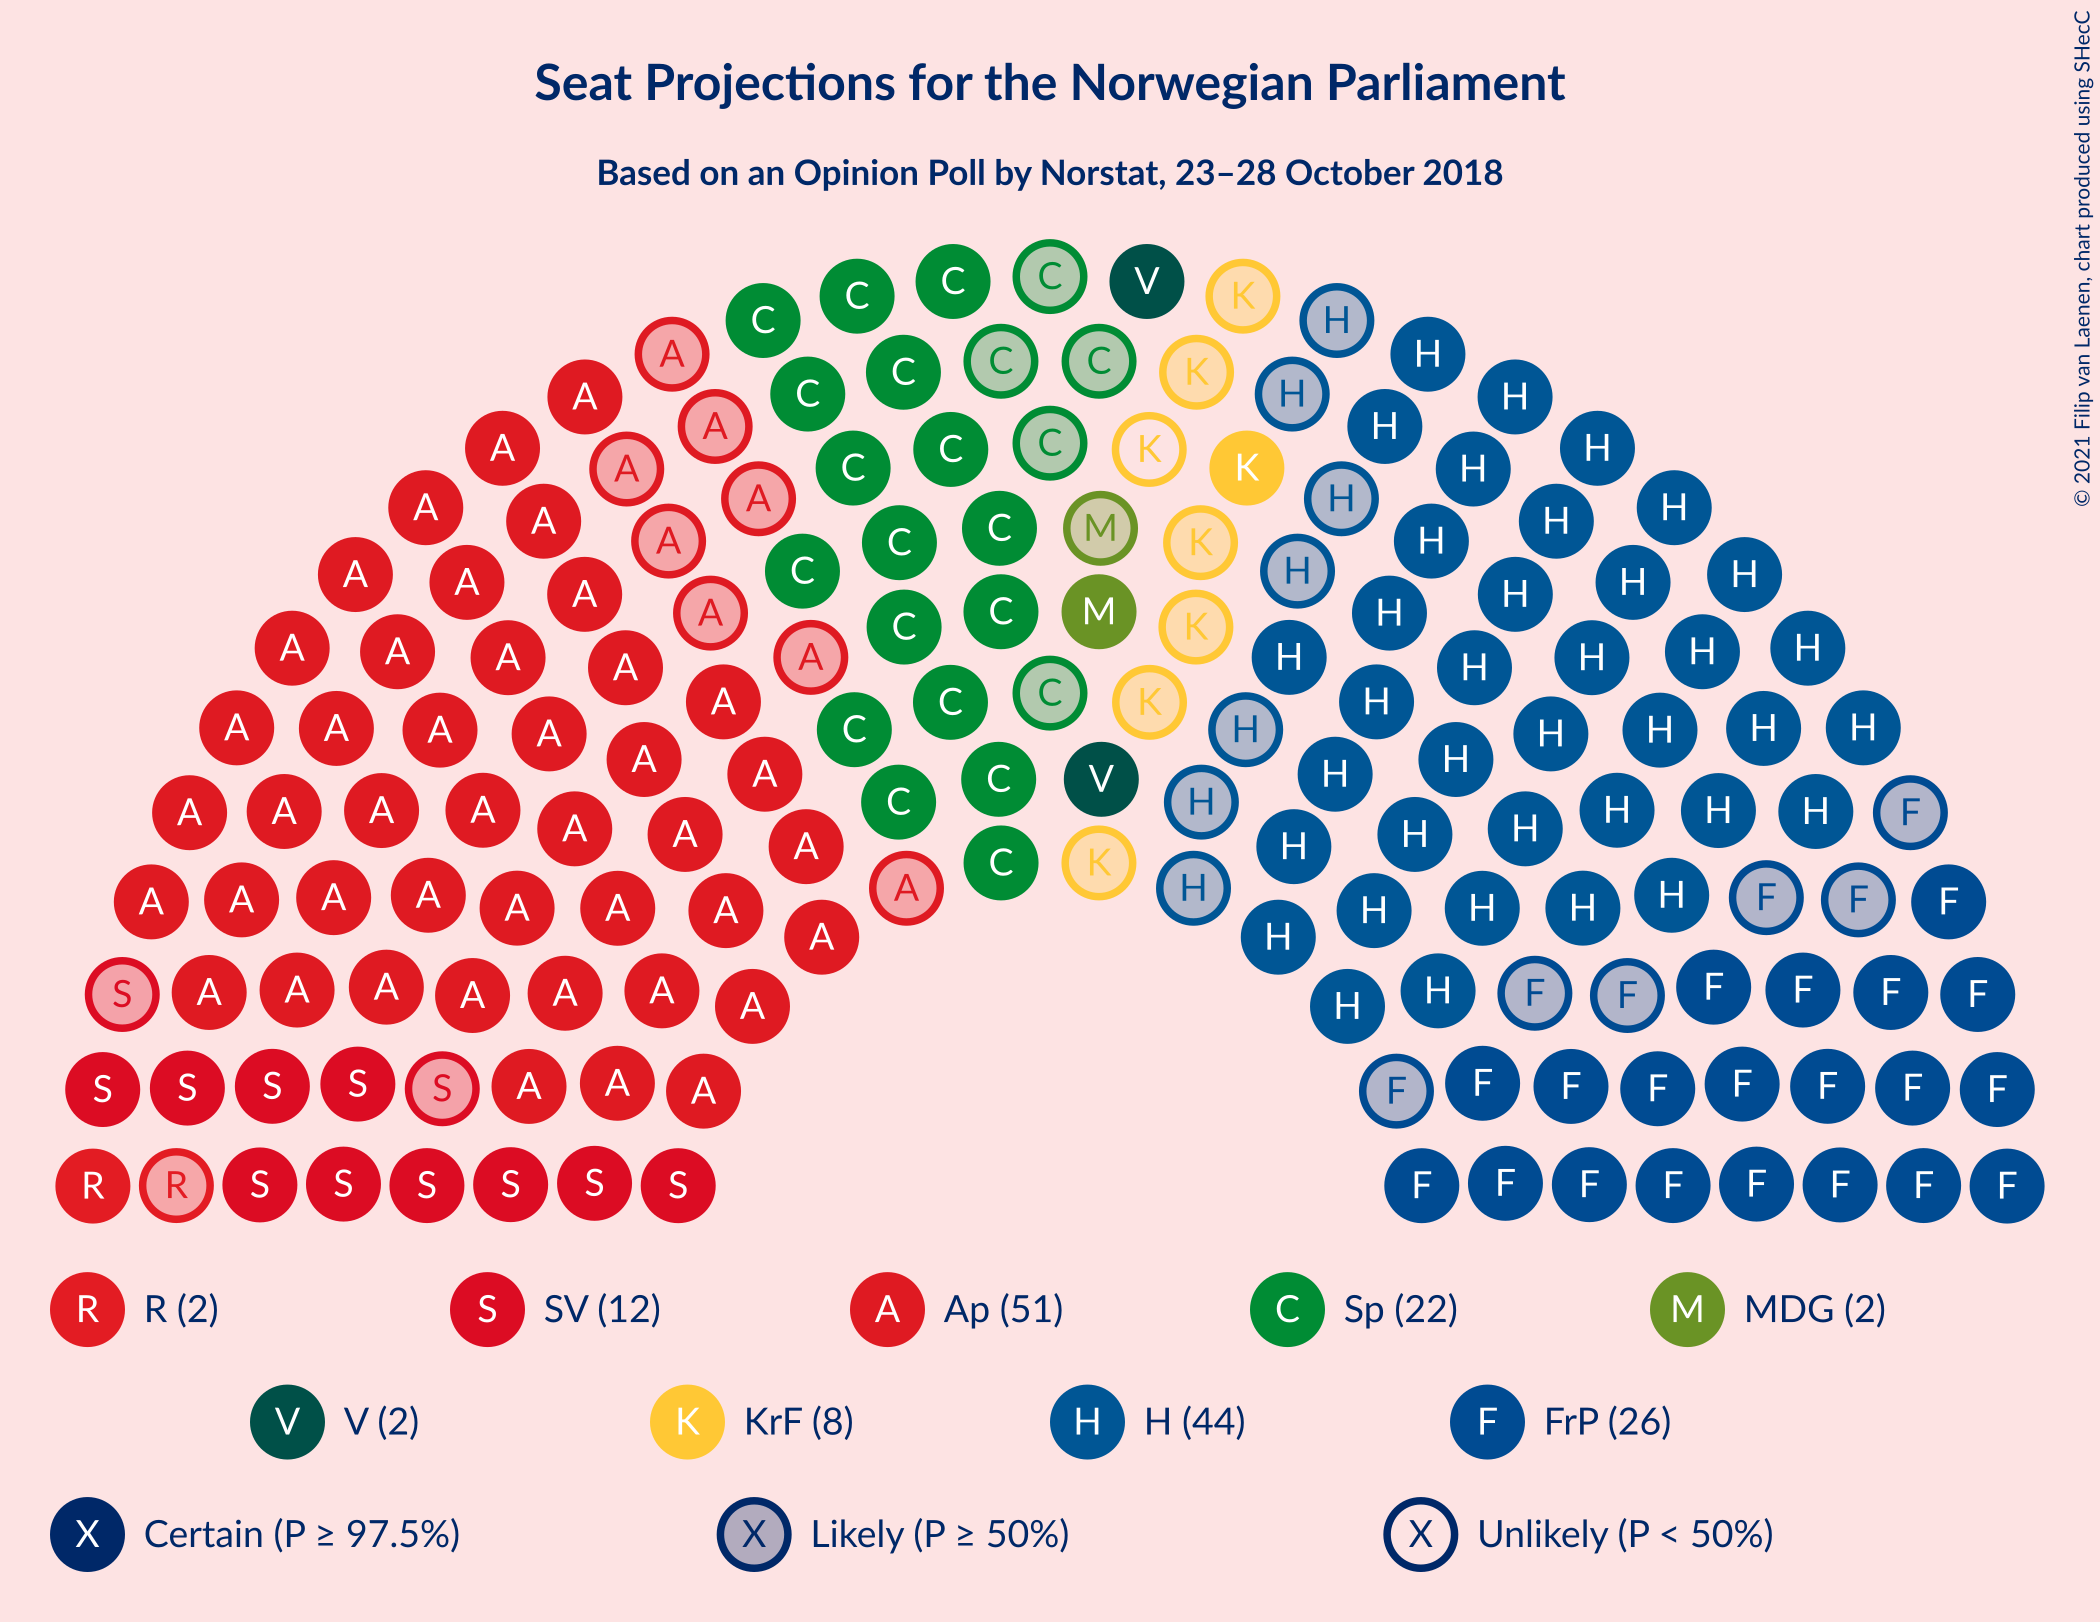 Seat Projections for the Norwegian Parliament
Based on an Opinion Poll by Norstat, 23–28 October 2018
© 2021 Filip van Laenen, chart produced using SHecC
C C C C V K H
A C C C C K H H
A A C C C K K H H H
A A A C C C M K H H H H
A A A A C C C M K H H H H
A A A A A C C C K H H H H H
A A A A A A C C V H H H H H H
A A A A A A A A C K H H H H H H H F
A A A A A A A A H H H H H F F F
S A A A A A A A H H F F F F F F
S S S S S A A A F F F F F F F F
R R S S S S S S F F F F F F F F
R R (2)
S SV (12)
A Ap (51)
C Sp (22)
M MDG (2)
V V (2)
K KrF (8)
H H (44)
F FrP (26)
X Certain (P ≥ 97.5%)
X Likely (P ≥ 50%)
X Unlikely (P < 50%)